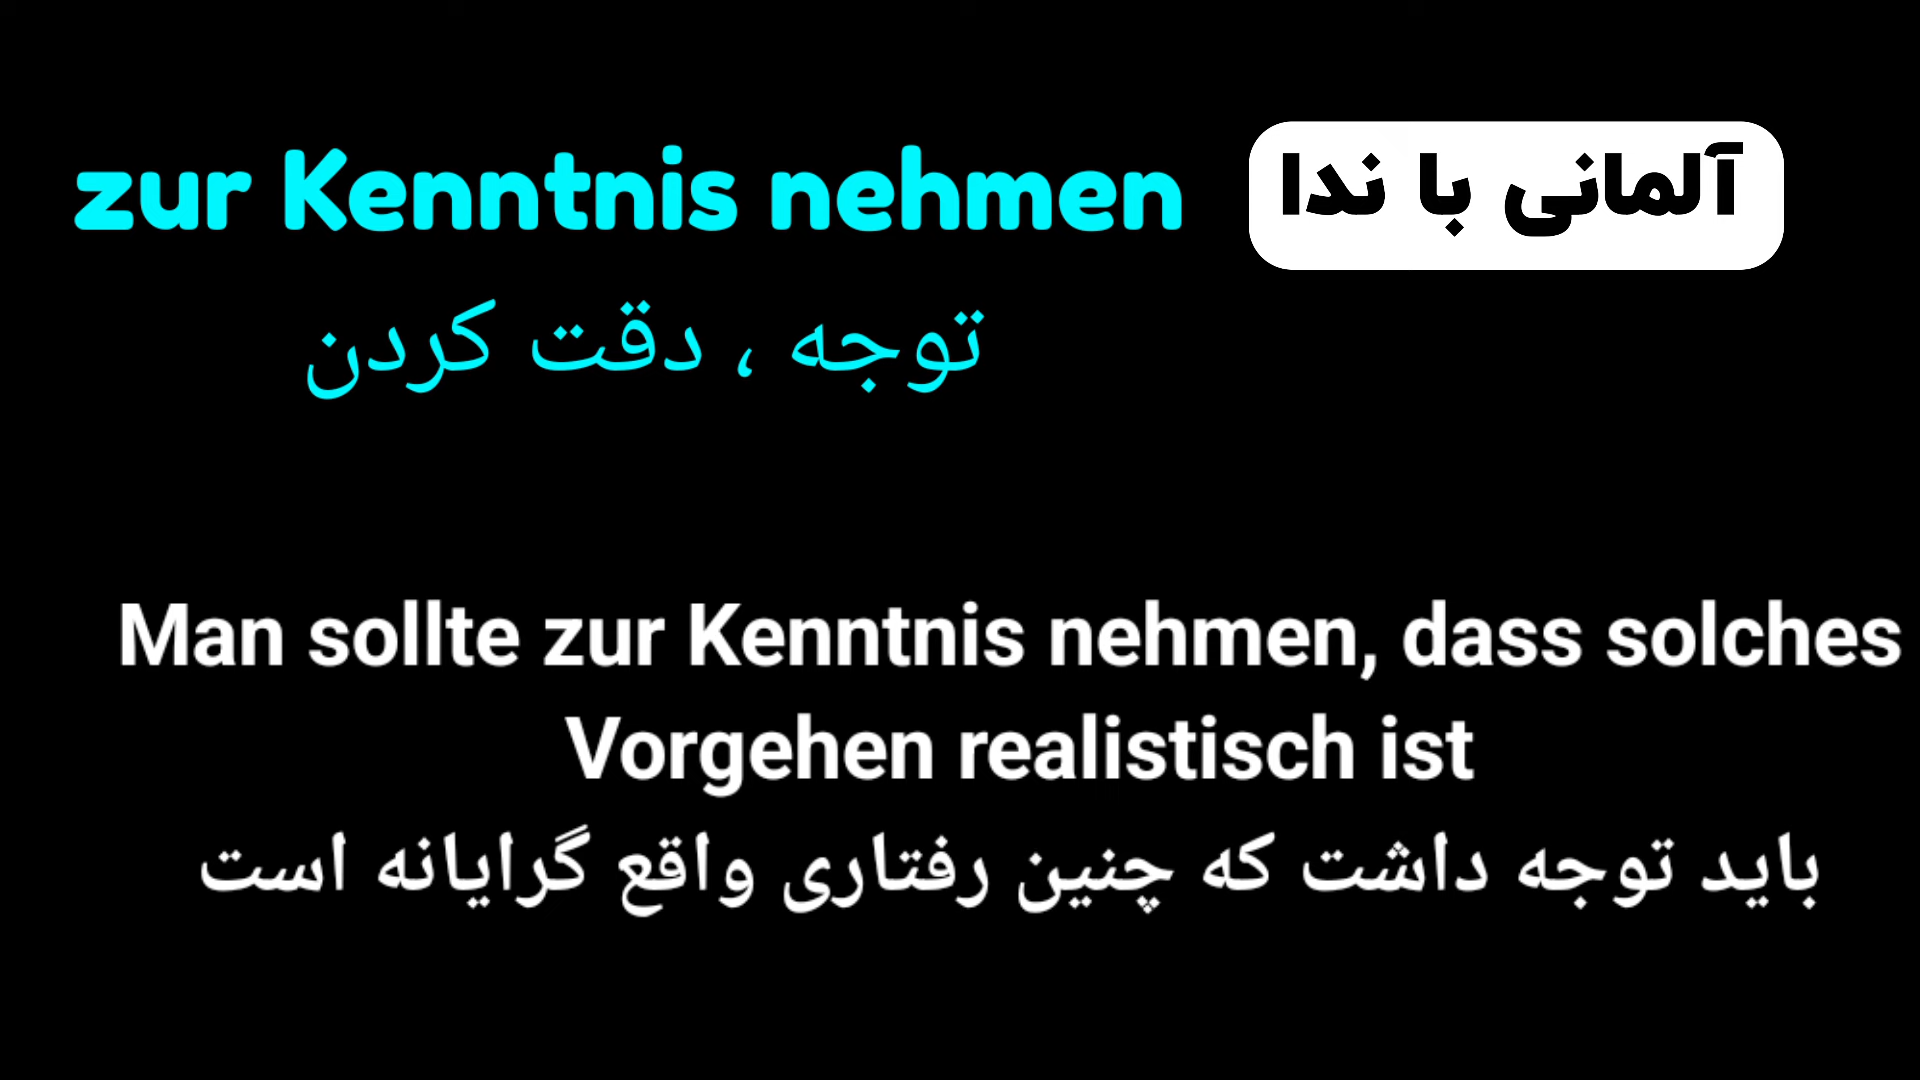 zur Kenntnis nehmen
آلمانی با ندا
توجه ، دقت کردن
Man sollte zur Kenntnis nehmen, dass solches
Vorgehen realistisch ist
باید توجه داشت که چنین رفتاری واقع گرایانه است